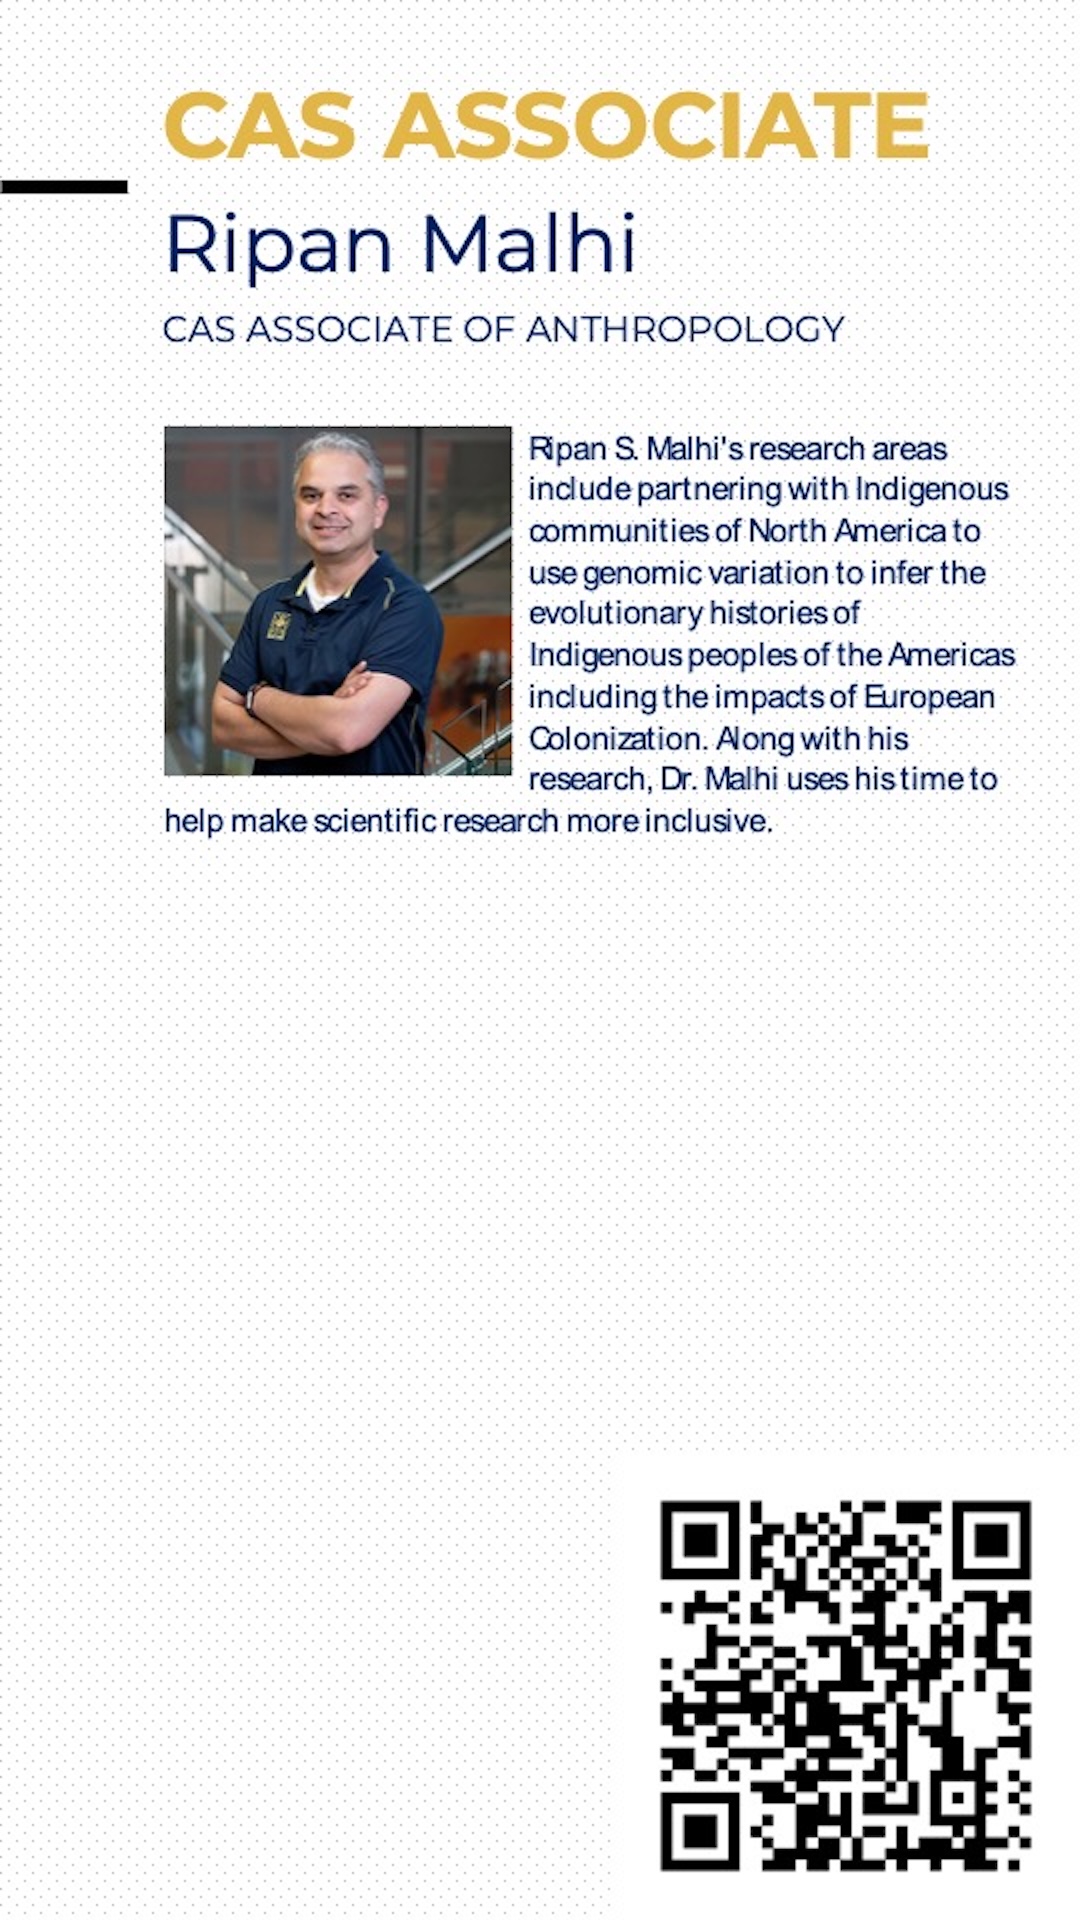 CAS ASSOCIATE
Ripan Malhi
CAS ASSOCIATE OF ANTHROPOLOGY
Ripan S. Malhi's research areas
include partnering with Indigenous
communities of North America to
use genomic variation to infer the
evolutionary histories of
Indigenous peoples of the Americas
including the impacts of European
Colonization. Along with his
research, Dr. Malhi uses his time to
help make scientific research more inclusive.